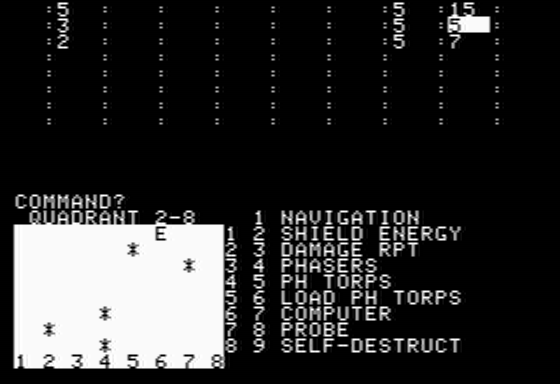 :5 : : : : : :5 :15 :
:3 : : : : : :5 :5 :
:2 : : : : : :5 :7 :
: : : : : : : : :
: : : : : : : : :
: : : : : : : : :
: : : : : : : : :
: : : : : : : : :
COMMAND?
QUADRANT 2-8 1 NAVIGATION
E 1 2 SHIELD ENERGY
* 2 3 DAMAGE RPT
* 3 4 PHASERS
4 5 PH TORPS
5 6 LOAD PH TORPS
* 6 7 COMPUTER
* 7 8 PROBE
* 8 9 SELF-DESTRUCT
1 2 3 4 5 6 7 8